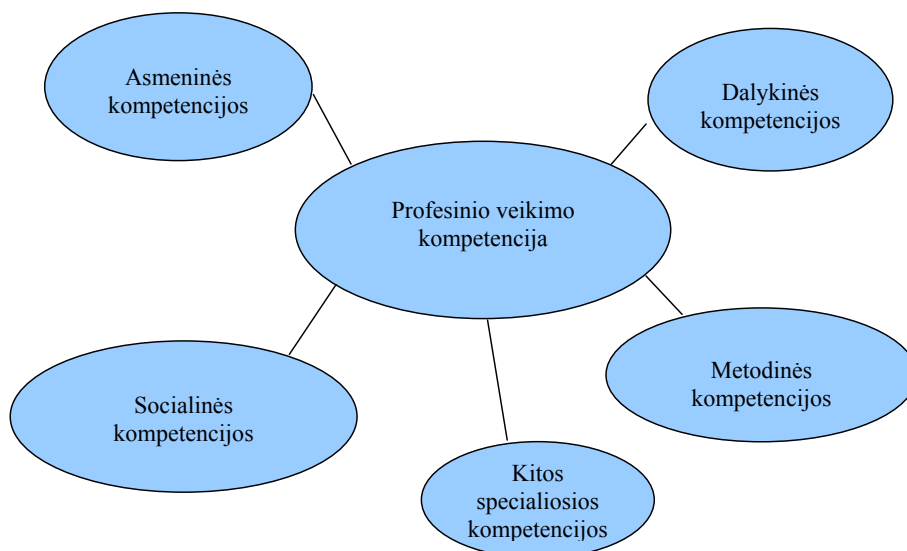 Asmeninės
kompetencijos
Dalykinės
kompetencijos
Profesinio veikimo
kompetencija
Socialinės
kompetencijos
Metodinės
kompetencijos
Kitos
specialiosios
kompetencijos